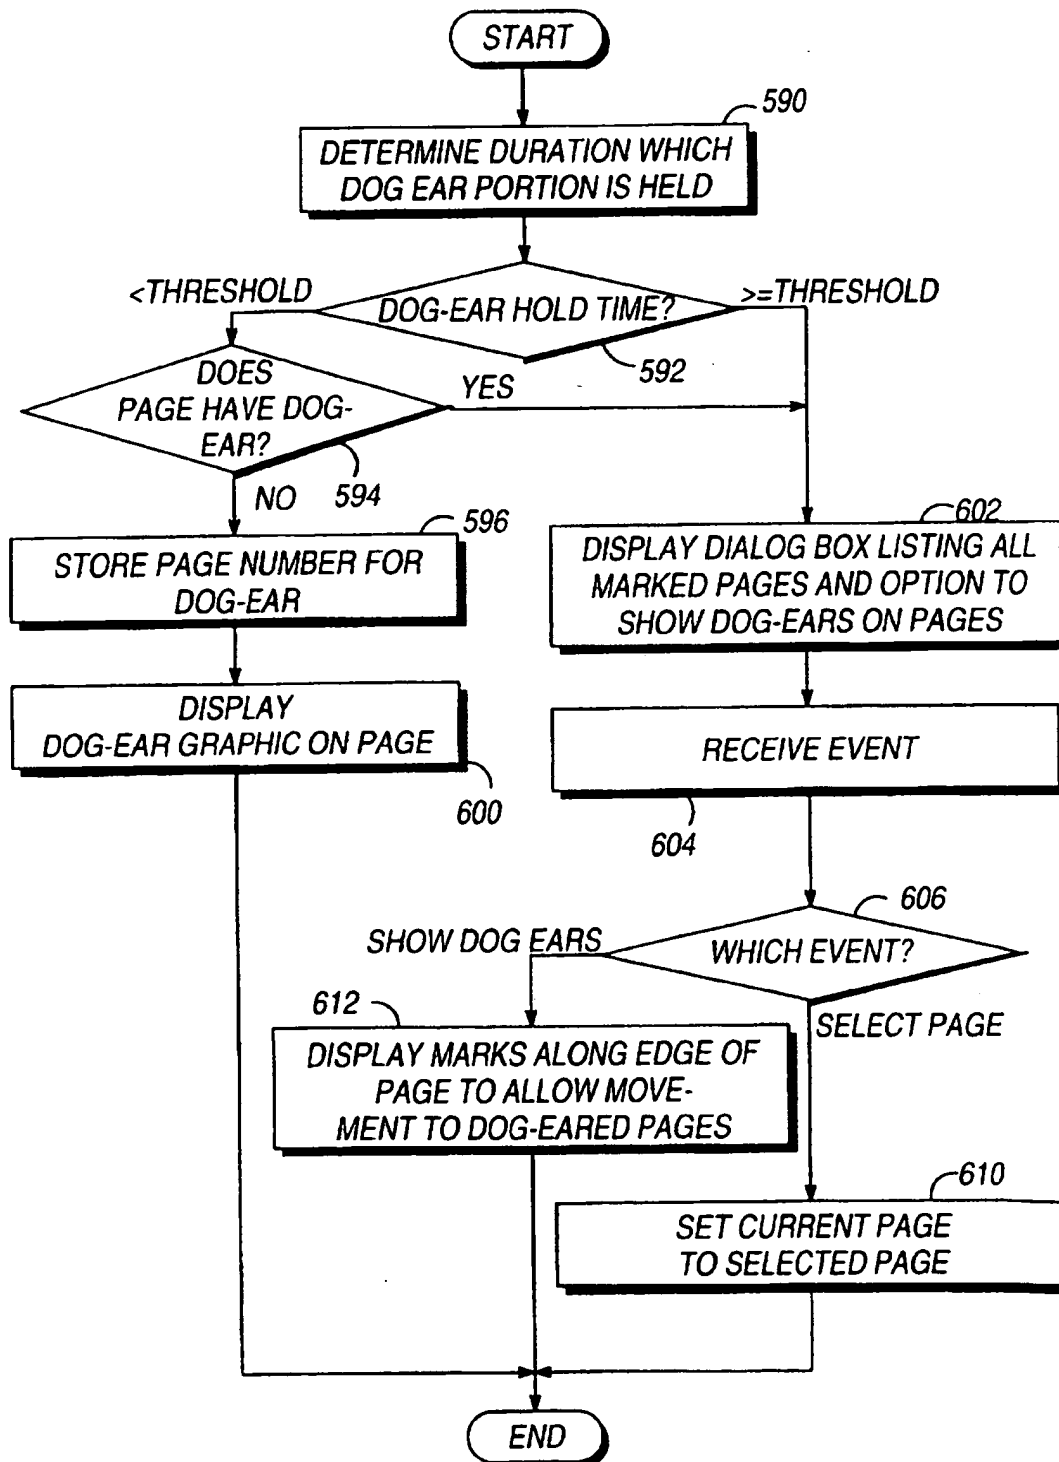 START
590
DETERMINE DURATION WHICH
DOG EAR PORTION IS HELD
<THRESHOLD
DOG-EAR HOLD TIME?
>=THRESHOLD
592
DOES
PAGE HAVE DOG-
EAR?
YES
594
NO
596
STORE PAGE NUMBER FOR
DOG-EAR
602
DISPLAY DIALOG BOX LISTING ALL
MARKED PAGES AND OPTION TO
SHOW DOG-EARS ON PAGES
DISPLAY
DOG-EAR GRAPHIC ON PAGE
600
RECEIVE EVENT
604
606
SHOW DOG EARS
WHICH EVENT?
SELECT PAGE
612
DISPLAY MARKS ALONG EDGE OF
PAGE TO ALLOW MOVE-
MENT TO DOG-EARED PAGES
610
SET CURRENT PAGE
TO SELECTED PAGE
END